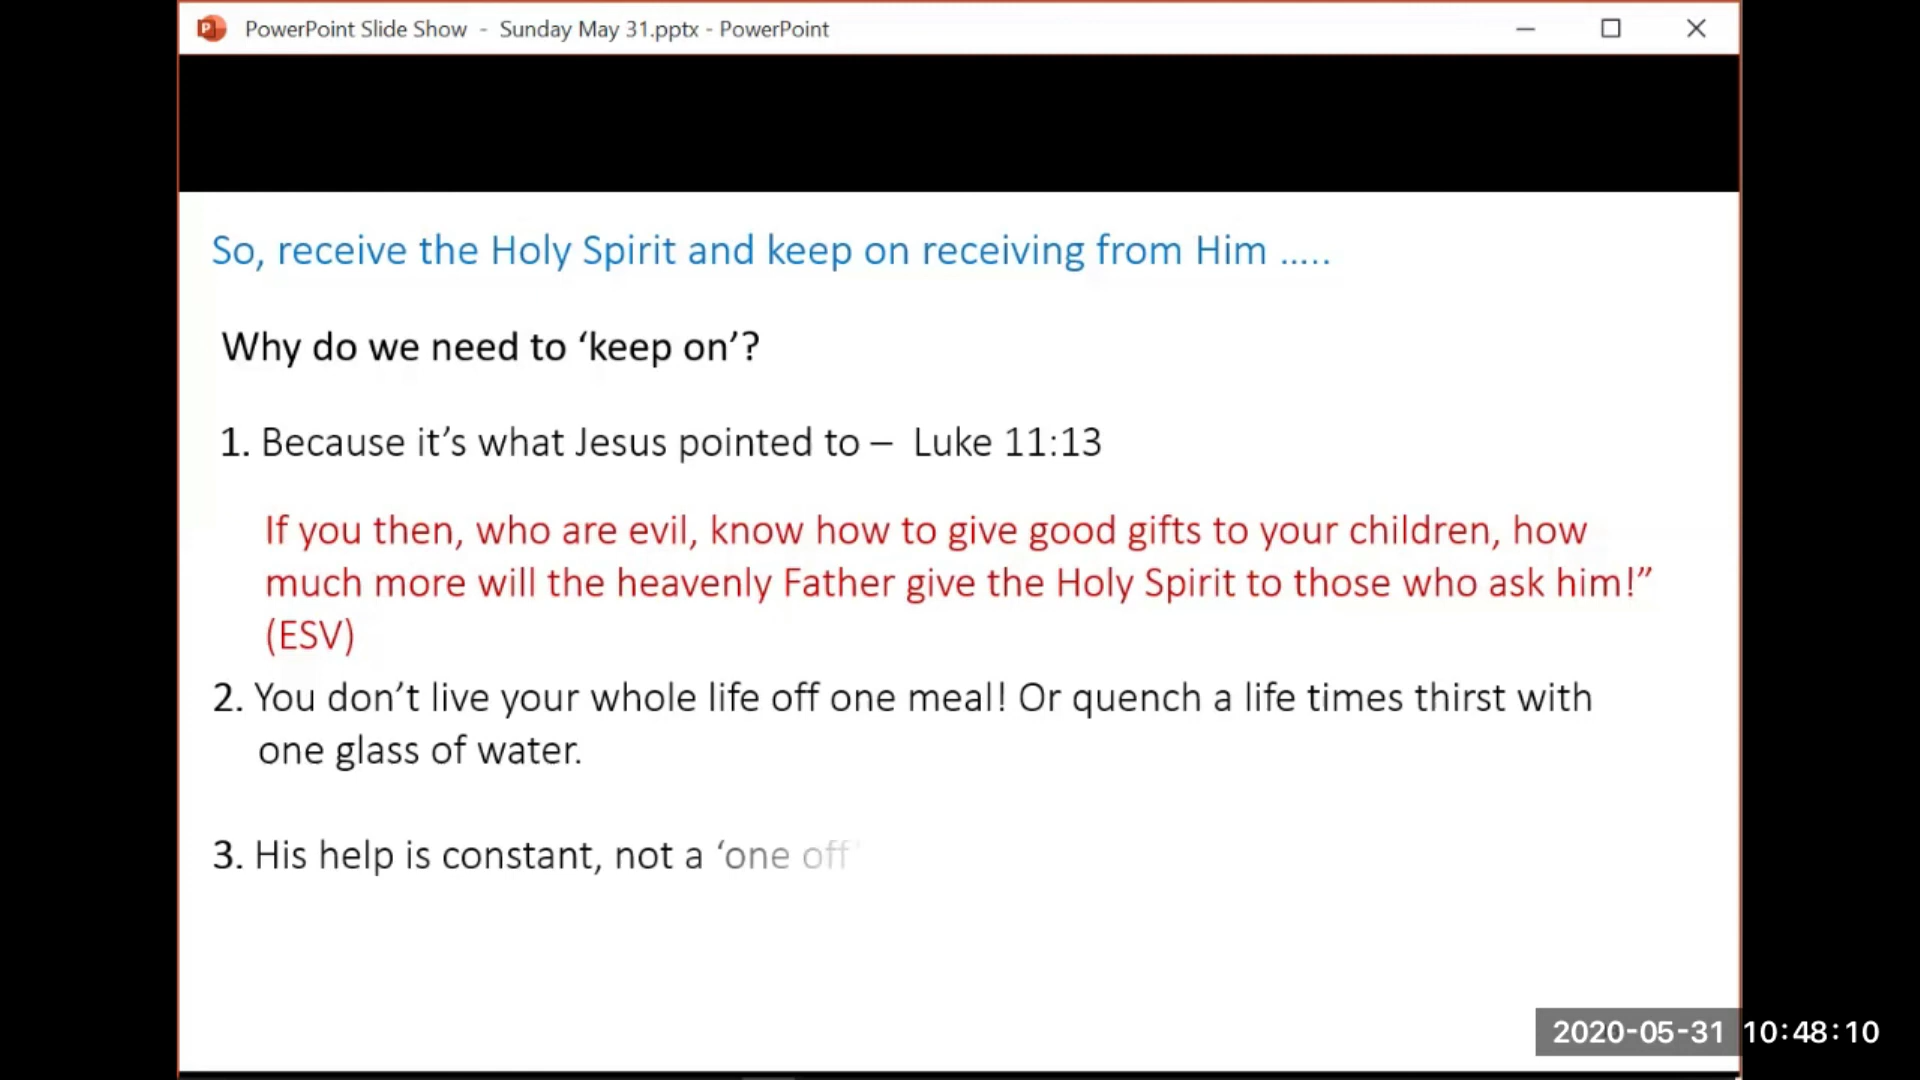 PowerPoint Slide Show - Sunday May 31.pptx - PowerPoint
So, receive the Holy Spirit and keep on receiving from Him .....
Why do we need to ‘keep on’?
1. Because it’s what Jesus pointed to – Luke 11:13
If you then, who are evil, know how to give good gifts to your children, how
much more will the heavenly Father give the Holy Spirit to those who ask him!”
(ESV)
2. You don’t live your whole life off one meal! Or quench a life times thirst with
one glass of water.
3. His help is constant, not a ‘one off’
2020-05-31 10:48:10